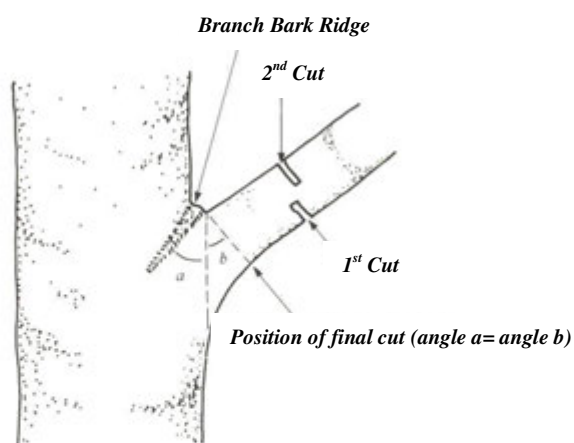 Branch Bark Ridge
2nd Cut
a
b
1st Cut
Position of final cut (angle a= angle b)